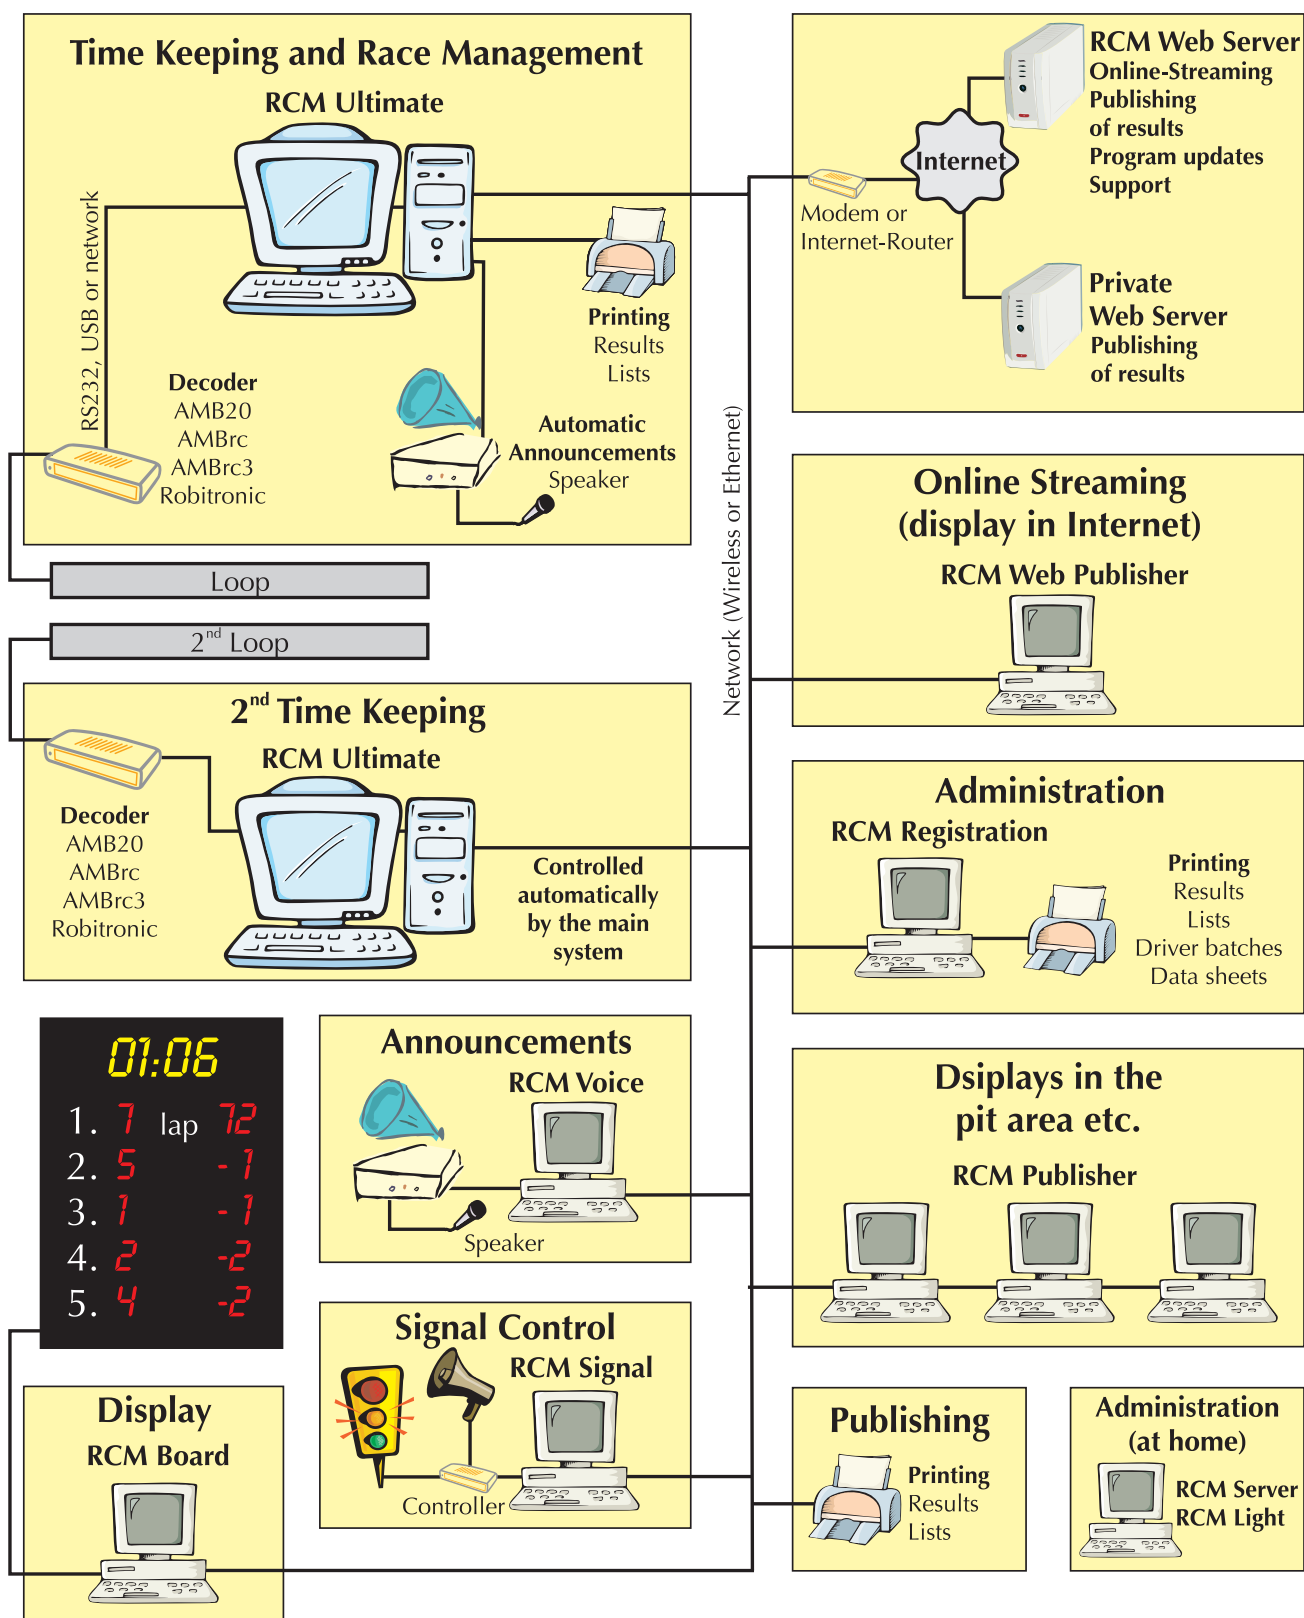 Time Keeping and Race Management
RCM Ultimate
RS232, USB or network
Decoder
AMB20
AMBrc
AMBrc3
Robitronic
Printing
Results
Lists
Automatic
Announcements
Speaker
Loop
2nd Loop
2nd Time Keeping
RCM Ultimate
Decoder
AMB20
AMBrc
AMBrc3
Robitronic
Controlled
automatically
by the main
system
Network (Wireless or Ethernet)
RCM Web Server
Online-Streaming
Publishing
of results
Program updates
Support
Internet
Modem or
Internet-Router
Private
Web Server
Publishing
of results
Online Streaming
(display in Internet)
RCM Web Publisher
Administration
RCM Registration
Printing
Results
Lists
Driver batches
Data sheets
Dsiplays in the
pit area etc.
RCM Publisher
01:06
1. 7 lap 72
2. 5 -1
3. 1 -1
4. 2 -2
5. 4 -2
Announcements
RCM Voice
Speaker
Signal Control
RCM Signal
Controller
Display
RCM Board
Publishing
Printing
Results
Lists
Administration
(at home)
RCM Server
RCM Light